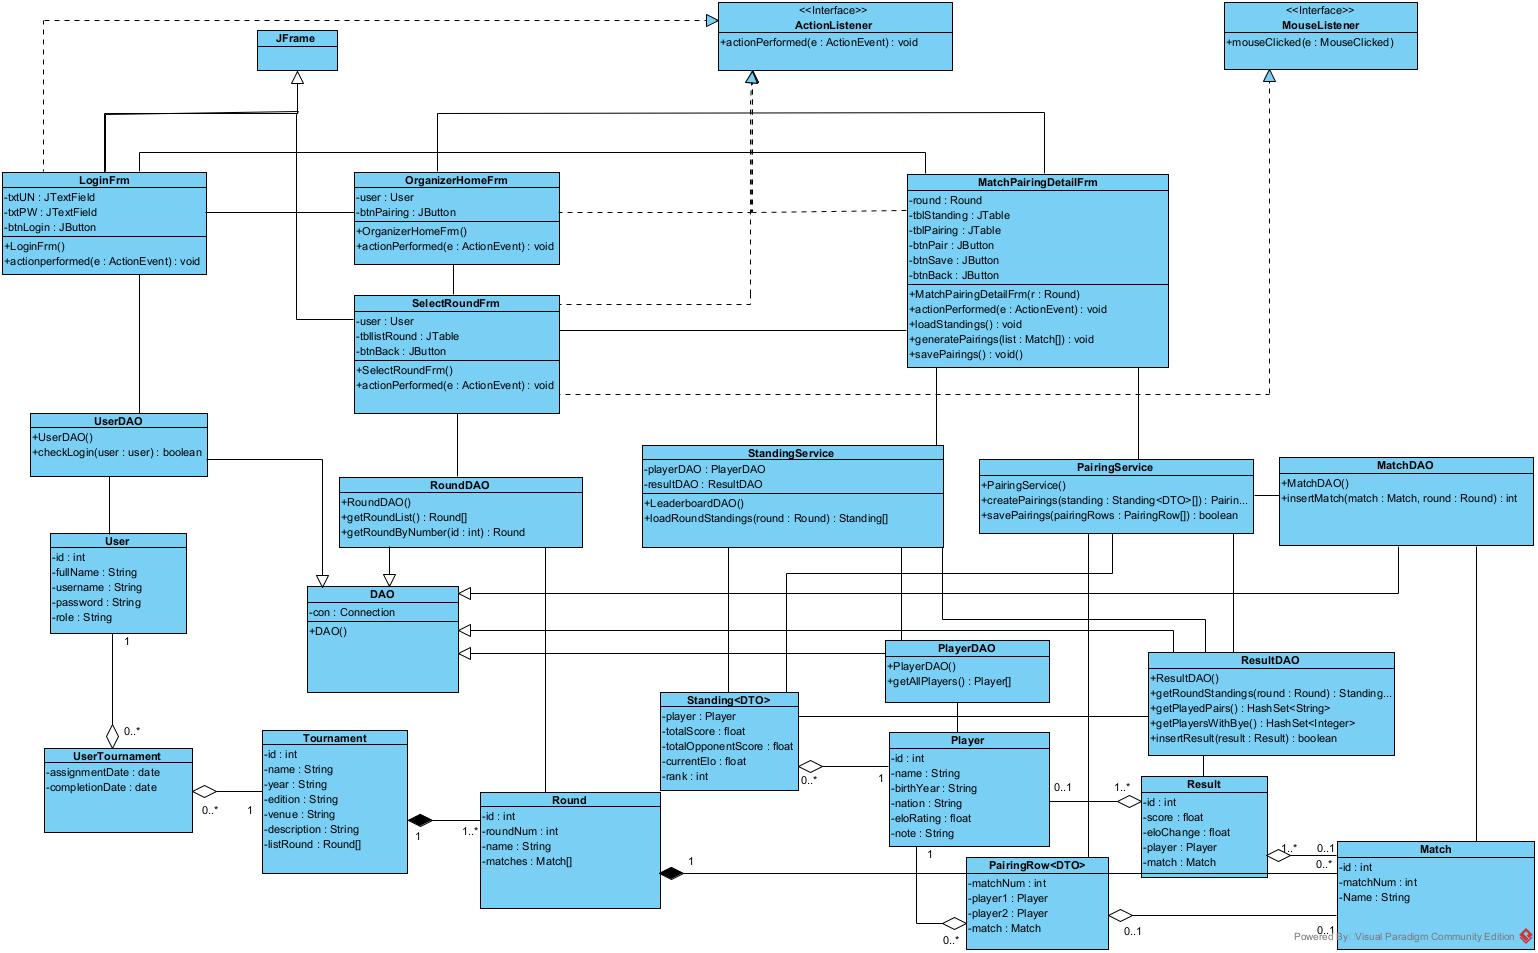 <<Interface>>
ActionListener
+actionPerformed(e : ActionEvent) : void
<<Interface>>
MouseListener
+mouseClicked(e : MouseClicked)
JFrame
LoginFrm
-txtUN : JTextField
-txtPW : JTextField
-btnLogin : JButton
+LoginFrm()
+actionperformed(e : ActionEvent) : void
OrganizerHomeFrm
-user : User
-btnPairing : JButton
+OrganizerHomeFrm()
+actionPerformed(e : ActionEvent) : void
MatchPairingDetailFrm
-round : Round
-tblStanding : JTable
-tblPairing : JTable
-btnPair : JButton
-btnSave : JButton
-btnBack : JButton
+MatchPairingDetailFrm(r : Round)
+actionPerformed(e : ActionEvent) : void
+loadStandings() : void
+generatePairings(list : Match[]) : void
+savePairings() : void()
SelectRoundFrm
-user : User
-tbllistRound : JTable
-btnBack : JButton
+SelectRoundFrm()
+actionPerformed(e : ActionEvent) : void
UserDAO
+UserDAO()
+checkLogin(user : user) : boolean
RoundDAO
+RoundDAO()
+getRoundList() : Round[]
+getRoundByNumber(id : int) : Round
StandingService
-playerDAO : PlayerDAO
-resultDAO : ResultDAO
+LeaderboardDAO()
+loadRoundStandings(round : Round) : Standing[]
PairingService
+PairingService()
+createPairings(standing : Standing<DTO>[]) : Pairin...
+savePairings(pairingRows : PairingRow[]) : boolean
MatchDAO
+MatchDAO()
+insertMatch(match : Match, round : Round) : int
User
-id : int
-fullName : String
-username : String
-password : String
-role : String
1
0..*
DAO
-con : Connection
+DAO()
PlayerDAO
+PlayerDAO()
+getAllPlayers() : Player[]
ResultDAO
+ResultDAO()
+getRoundStandings(round : Round) : Standing...
+getPlayedPairs() : HashSet<String>
+getPlayersWithBye() : HashSet<Integer>
+insertResult(result : Result) : boolean
Standing<DTO>
-player : Player
-totalScore : float
-totalOpponentScore : float
-currentElo : float
-rank : int
0..*
1
UserTournament
-assignmentDate : date
-completionDate : date
0..*
1
Tournament
-id : int
-name : String
-year : String
-edition : String
-venue : String
-description : String
-listRound : Round[]
1
1..*
Round
-id : int
-roundNum : int
-name : String
-matches : Match[]
1
Player
-id : int
-name : String
-birthYear : String
-nation : String
-eloRating : float
-note : String
0..1
1..*
1
0..*
Result
-id : int
-score : float
-eloChange : float
-player : Player
-match : Match
1..*
0..1
0..*
PairingRow<DTO>
-matchNum : int
-player1 : Player
-player2 : Player
-match : Match
0..1
0..1
Match
-id : int
-matchNum : int
-Name : String
Powered By Visual Paradigm Community Edition